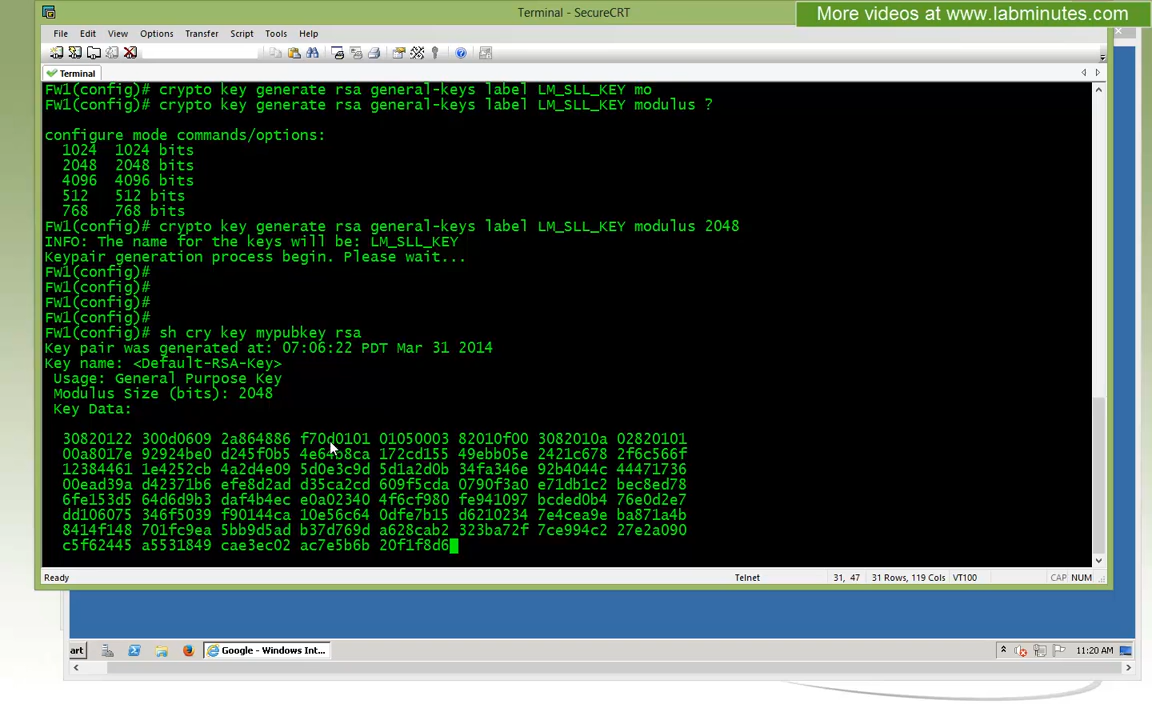 Terminal - SecureCRT
More videos at www.labminutes.com
File Edit View Options Transfer Script Tools Help
Terminal
FW1(config)# crypto key generate rsa general-keys label LM_SLL_KEY mo
FW1(config)# crypto key generate rsa general-keys label LM_SLL_KEY modulus ?
configure mode commands/options:
1024 1024 bits
2048 2048 bits
4096 4096 bits
512 512 bits
768 768 bits
FW1(config)# crypto key generate rsa general-keys label LM_SLL_KEY modulus 2048
INFO: The name for the keys will be: LM_SLL_KEY
Keypair generation process begin. Please wait...
FW1(config)#
FW1(config)#
FW1(config)#
FW1(config)#
FW1(config)# sh cry key mypubkey rsa
Key pair was generated at: 07:06:22 PDT Mar 31 2014
Key name: <Default-RSA-Key>
Usage: General Purpose Key
Modulus Size (bits): 2048
Key Data:
30820122 300d0609 2a864886 f70d0101 01050003 82010f00 3082010a 02820101
00a8017e 92924be0 d245f0b5 4e64b8ca 172cd155 49ebb05e 2421c678 2f6c566f
12384461 1e4252cb 4a2d4e09 5d0e3c9d 5d1a2d0b 34fa346e 92b4044c 44471736
00ead39a d42371b6 efe8d2ad d35ca2cd 609f5cda 0790f3a0 e71db1c2 bec8ed78
6fe153d5 64d6d9b3 daf4b4ec e0a02340 4f6cf980 fe941097 bcded0b4 76e0d2e7
dd106075 346f5039 f90144ca 10e56c64 0dfe7b15 d6210234 7e4cea9e ba871a4b
8414f148 701fc9ea 5bb9d5ad b37d769d a628cab2 323ba72f 7ce994c2 27e2a090
c5f62445 a5531849 cae3ec02 ac7e5b6b 20f1f8d6
Ready Telnet 31, 47 31 Rows, 119 Cols VT100 CAP NUM
art Google - Windows Int... 11:20 AM